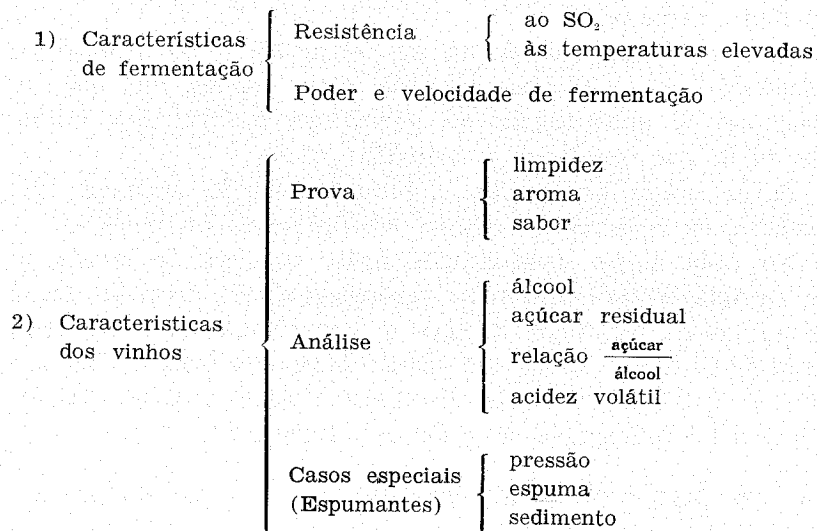 1) Características
de fermentação
Resistência
ao SO₂
às temperaturas elevadas
Poder e velocidade de fermentação
2) Caracteristicas
dos vinhos
Prova
limpidez
aroma
sabor
Análise
álcool
açúcar residual
relação açúcar
álcool
acidez volátil
Casos especiais
(Espumantes)
pressão
espuma
sedimento